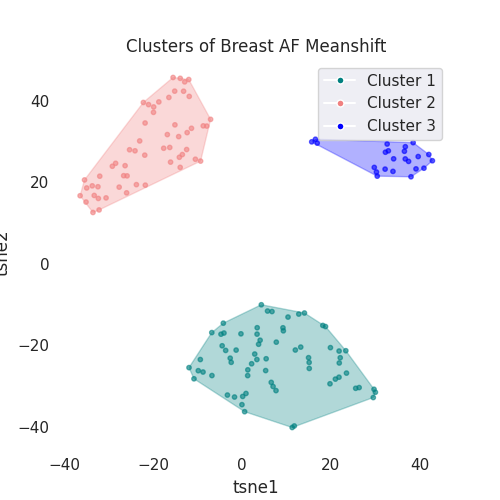 Clusters of Breast AF Meanshift
Cluster 1
Cluster 2
Cluster 3
40
20
0
−20
−40
tsne2
−40 −20 0 20 40
tsne1